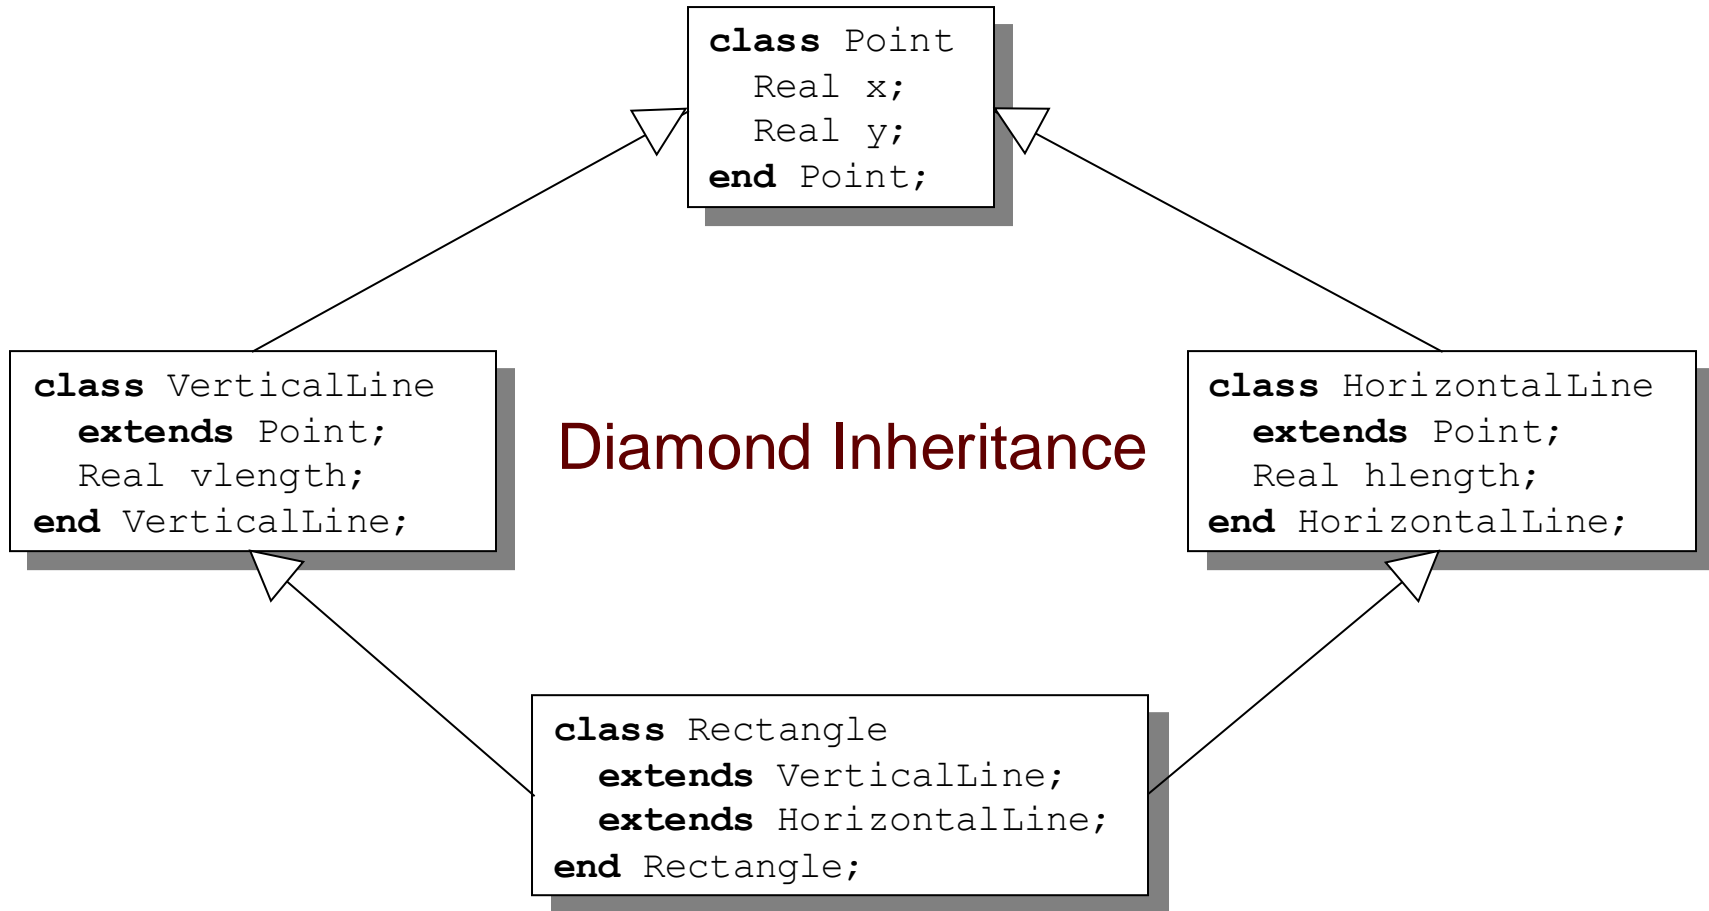 class Point
Real x;
Real y;
end Point;
class VerticalLine
extends Point;
Real vlength;
end VerticalLine;
Diamond Inheritance
class HorizontalLine
extends Point;
Real hlength;
end HorizontalLine;
class Rectangle
extends VerticalLine;
extends HorizontalLine;
end Rectangle;